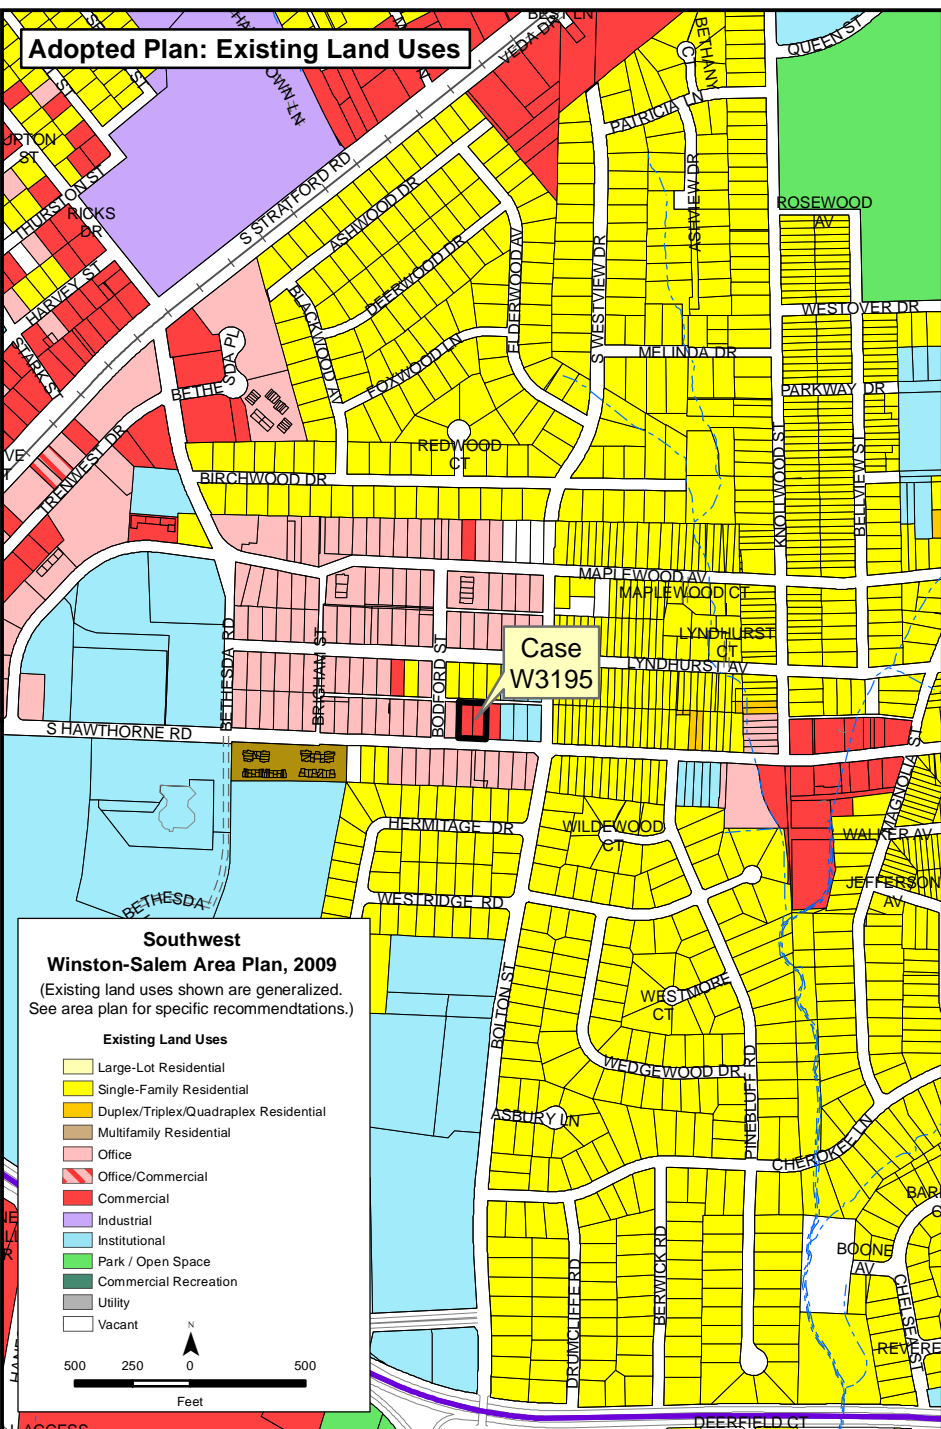 Adopted Plan: Existing Land Uses
BEST LN
VEDA DR
QUEEN ST
BETHANY
PATRICIA LN
S STRATFORD RD
THURSTON ST
RICKS
DR
ROSEWOOD
AV
ASHWOOD DR
ASHVIEW DR
DEERWOOD DR
ELDERWOOD AV
S WESTVIEW DR
HARVEY ST
STARK ST
BLACKWOOD AV
FOXWOOD LN
WESTOVER DR
MELINDA DR
PARKWAY DR
BETHESDA PL
TRENWEST DR
REDWOOD
CT
KNOLLWOOD ST
BELLVIEW ST
BIRCHWOOD DR
MAPLEWOOD AV
MAPLEWOOD CT
LYNDHURST
CT
LYNDHURST AV
Case
W3195
BETHESDA RD
BRIGHAM ST
BODFORD ST
S HAWTHORNE RD
MAGNOLIA ST
HERMITAGE DR
WILDEWOOD
CT
WALKER AV
JEFFERSON
AV
WESTRIDGE RD
BETHESDA
BOLTON ST
WESTMORE
CT
WEDGEWOOD DR
PINEBLUFF RD
ASBURY LN
CHEROKEE LN
BOONE
AV
CHELSEA ST
REVERE
DRUMCLIFFE RD
BERWICK RD
DEERFIELD CT
Southwest
Winston-Salem Area Plan, 2009
(Existing land uses shown are generalized.
See area plan for specific recommendtations.)
Existing Land Uses
Large-Lot Residential
Single-Family Residential
Duplex/Triplex/Quadraplex Residential
Multifamily Residential
Office
Office/Commercial
Commercial
Industrial
Institutional
Park / Open Space
Commercial Recreation
Utility
Vacant
N
500 250 0 500
Feet